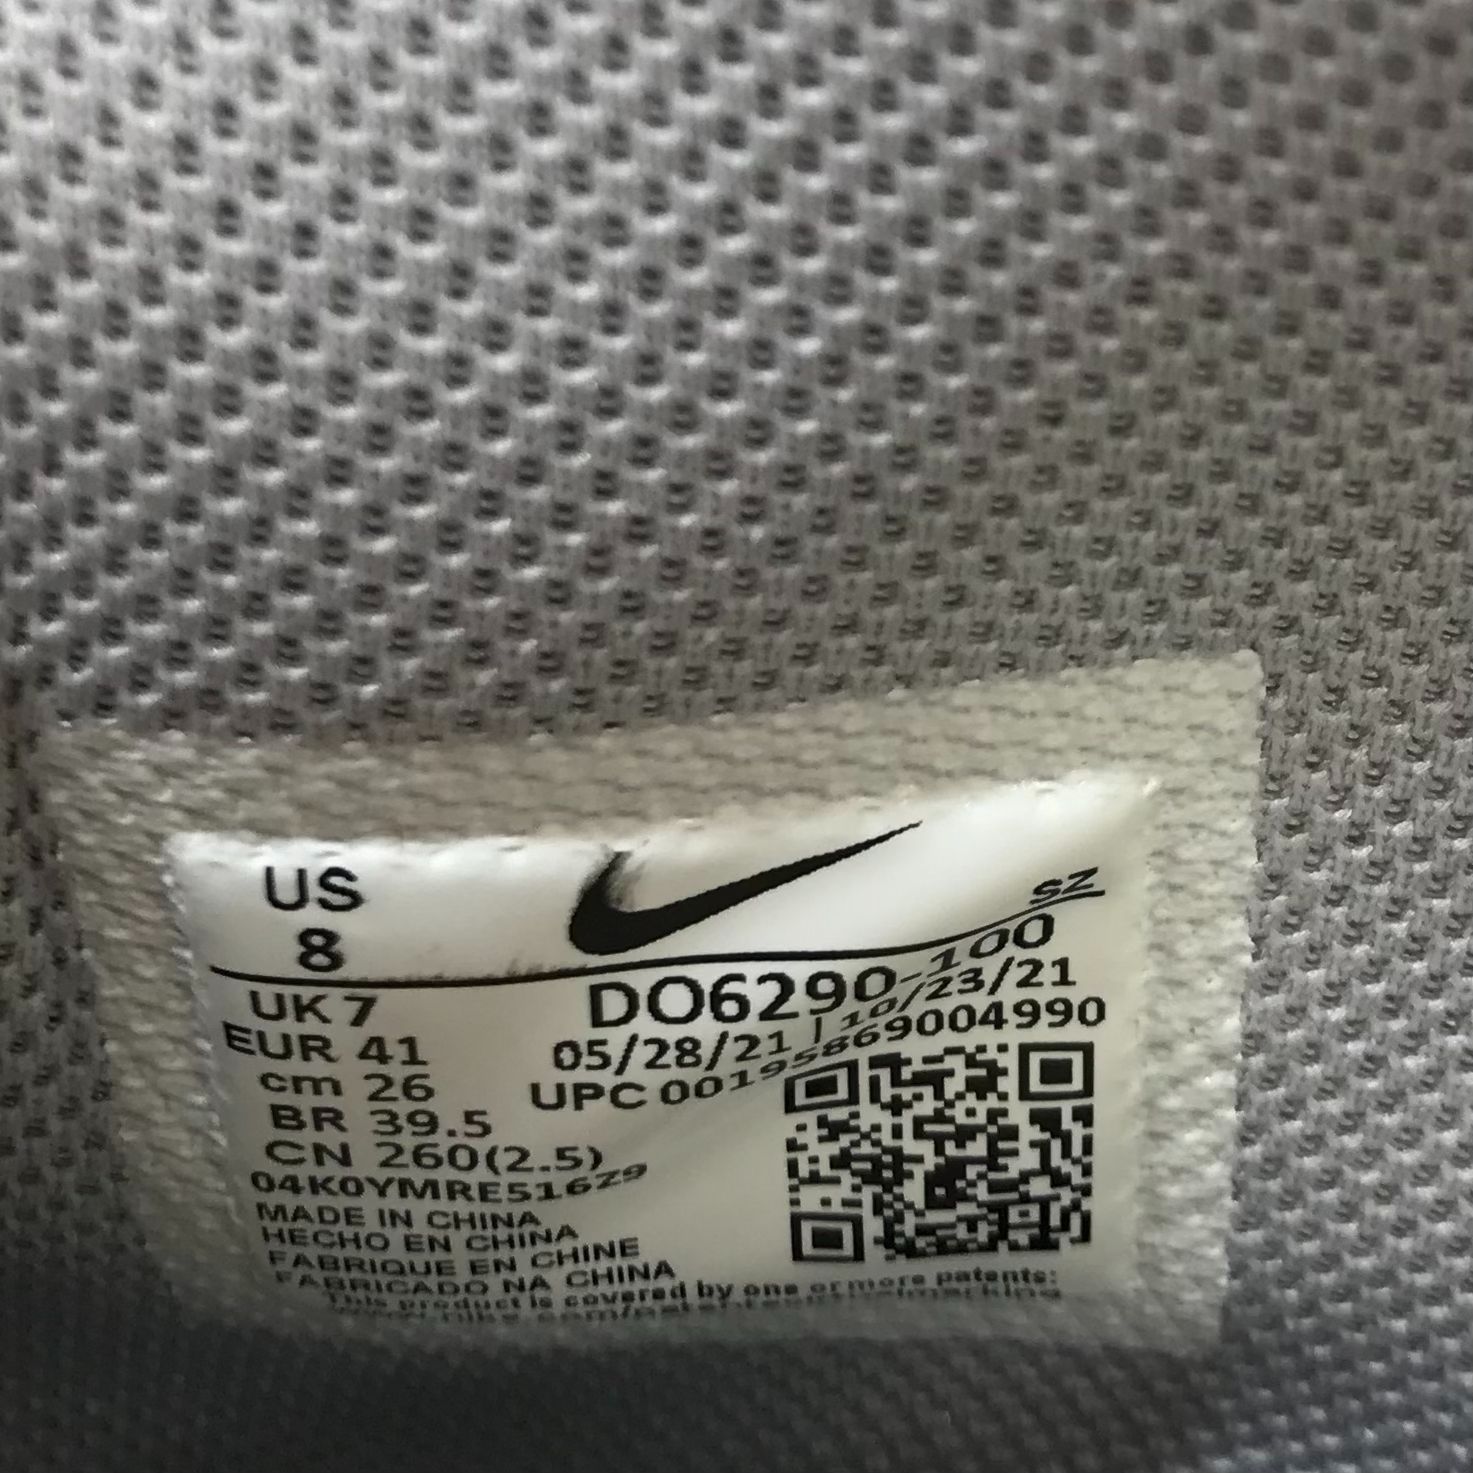 US
8
SZ
UK 7
DO6290-100
EUR 41
05/28/21 | 10/23/21
cm 26
UPC 00195869004990
BR 39.5
CN 260(2.5)
04K0YMRE516Z9
MADE IN CHINA
HECHO EN CHINA
FABRIQUE EN CHINE
FABRICADO NA CHINA
This product is covered by one or more patents: